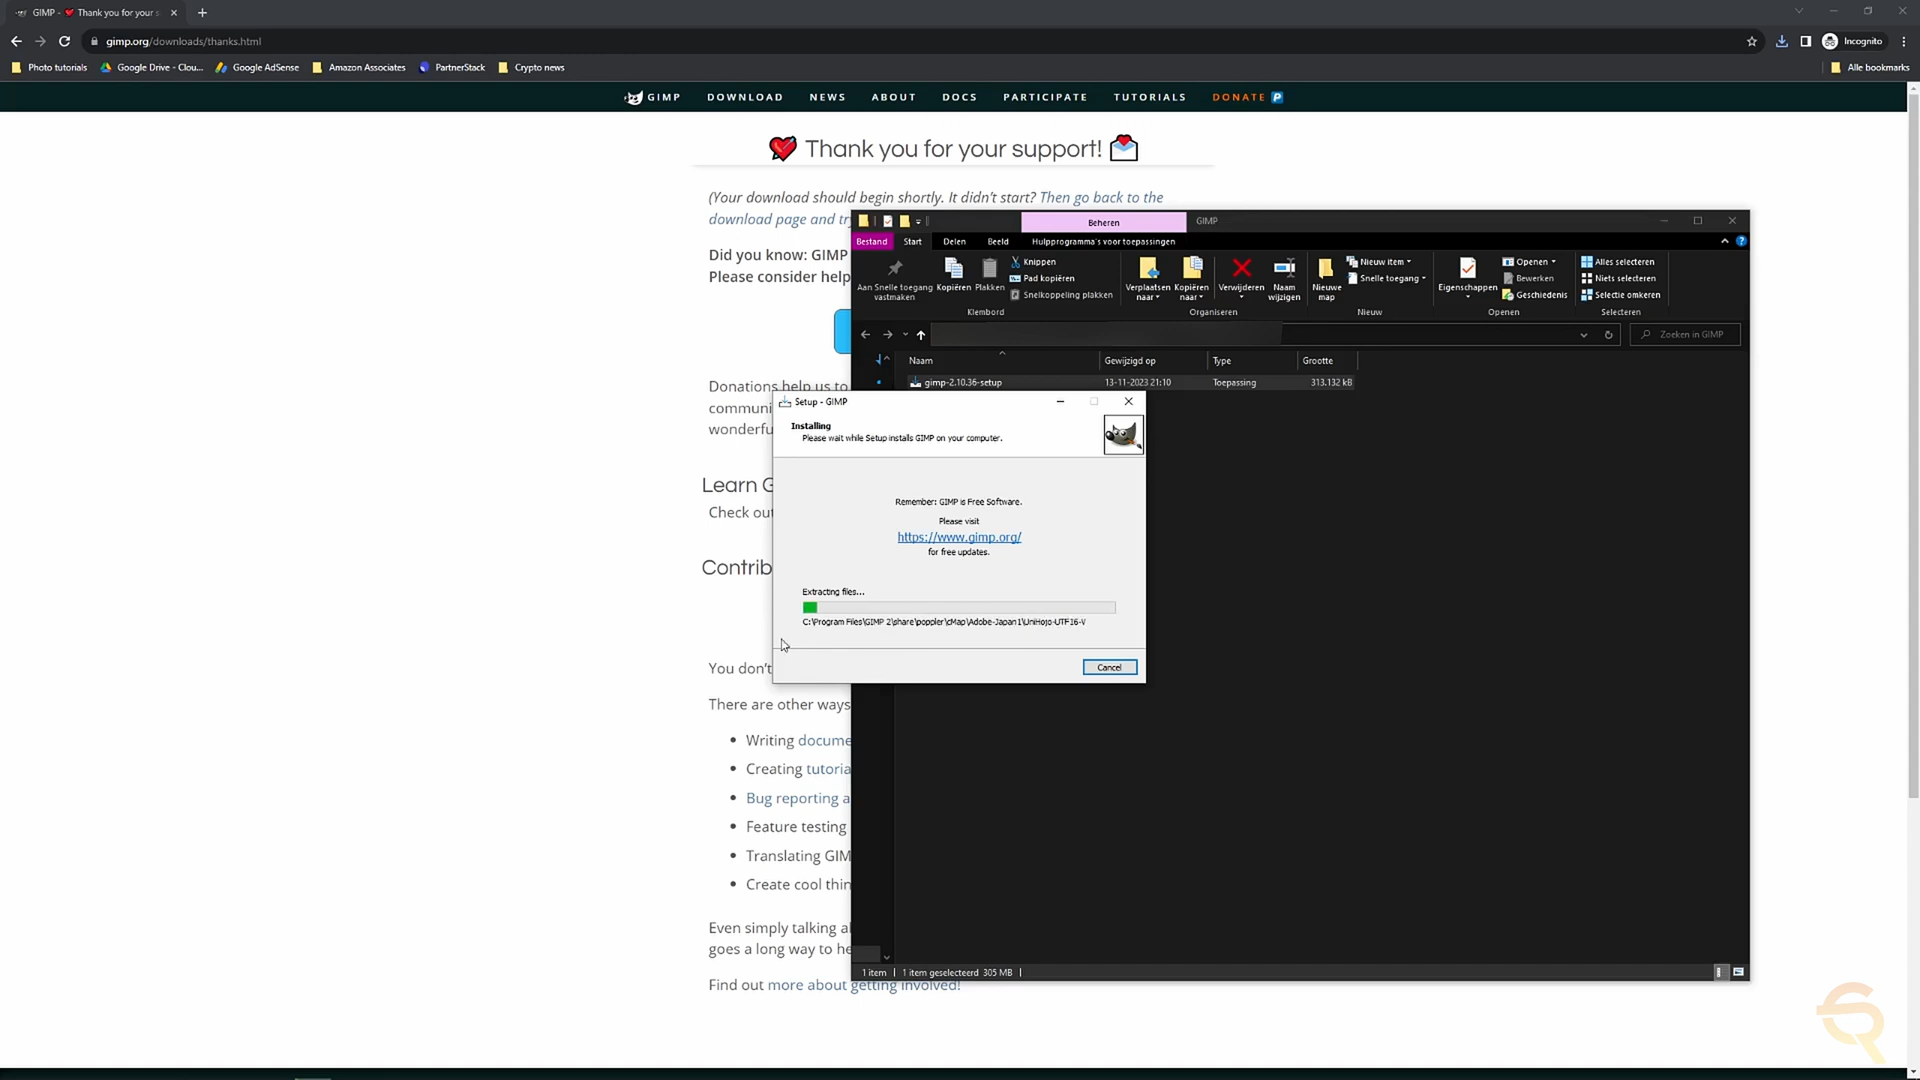 GIMP - ❤ Thank you for your s
gimp.org/downloads/thanks.html
Incognito
Photo tutorials
Google Drive - Clou...
Google AdSense
Amazon Associates
PartnerStack
Crypto news
Alle bookmarks
GIMP
DOWNLOAD
NEWS
ABOUT
DOCS
PARTICIPATE
TUTORIALS
DONATE
Thank you for your support!
(Your download should begin shortly. It didn't start? Then go back to the
download page and try
Did you know: GIMP
Please consider help
Donations help us to
communi
wonderfu
Learn G
Check out
Contrib
You don't
There are other ways
Writing docume
Creating tutoria
Bug reporting a
Feature testing
Translating GIM
Create cool thin
Even simply talking a
goes a long way to he
Find out more about getting involved!
Beheren
GIMP
Bestand
Start
Delen
Beeld
Hulpprogramma's voor toepassingen
Aan Snelle toegang
vastmaken
Kopiëren
Plakken
Knippen
Pad kopiëren
Snelkoppeling plakken
Klembord
Verplaatsen
naar
Kopiëren
naar
Verwijderen
Naam
wijzigen
Organiseren
Nieuwe
map
Nieuw item
Snelle toegang
Nieuw
Eigenschappen
Openen
Bewerken
Geschiedenis
Openen
Alles selecteren
Niets selecteren
Selectie omkeren
Selecteren
Zoeken in GIMP
Naam
Gewijzigd op
Type
Grootte
gimp-2.10.36-setup
13-11-2023 21:10
Toepassing
313.132 kB
Setup - GIMP
Installing
Please wait while Setup installs GIMP on your computer.
Remember: GIMP is Free Software.
Please visit
https://www.gimp.org/
for free updates.
Extracting files...
C:\Program Files\GIMP 2\share\poppler\cMap\Adobe-Japan1\UniHojo-UTF16-V
Cancel
1 item
1 item geselecteerd 305 MB